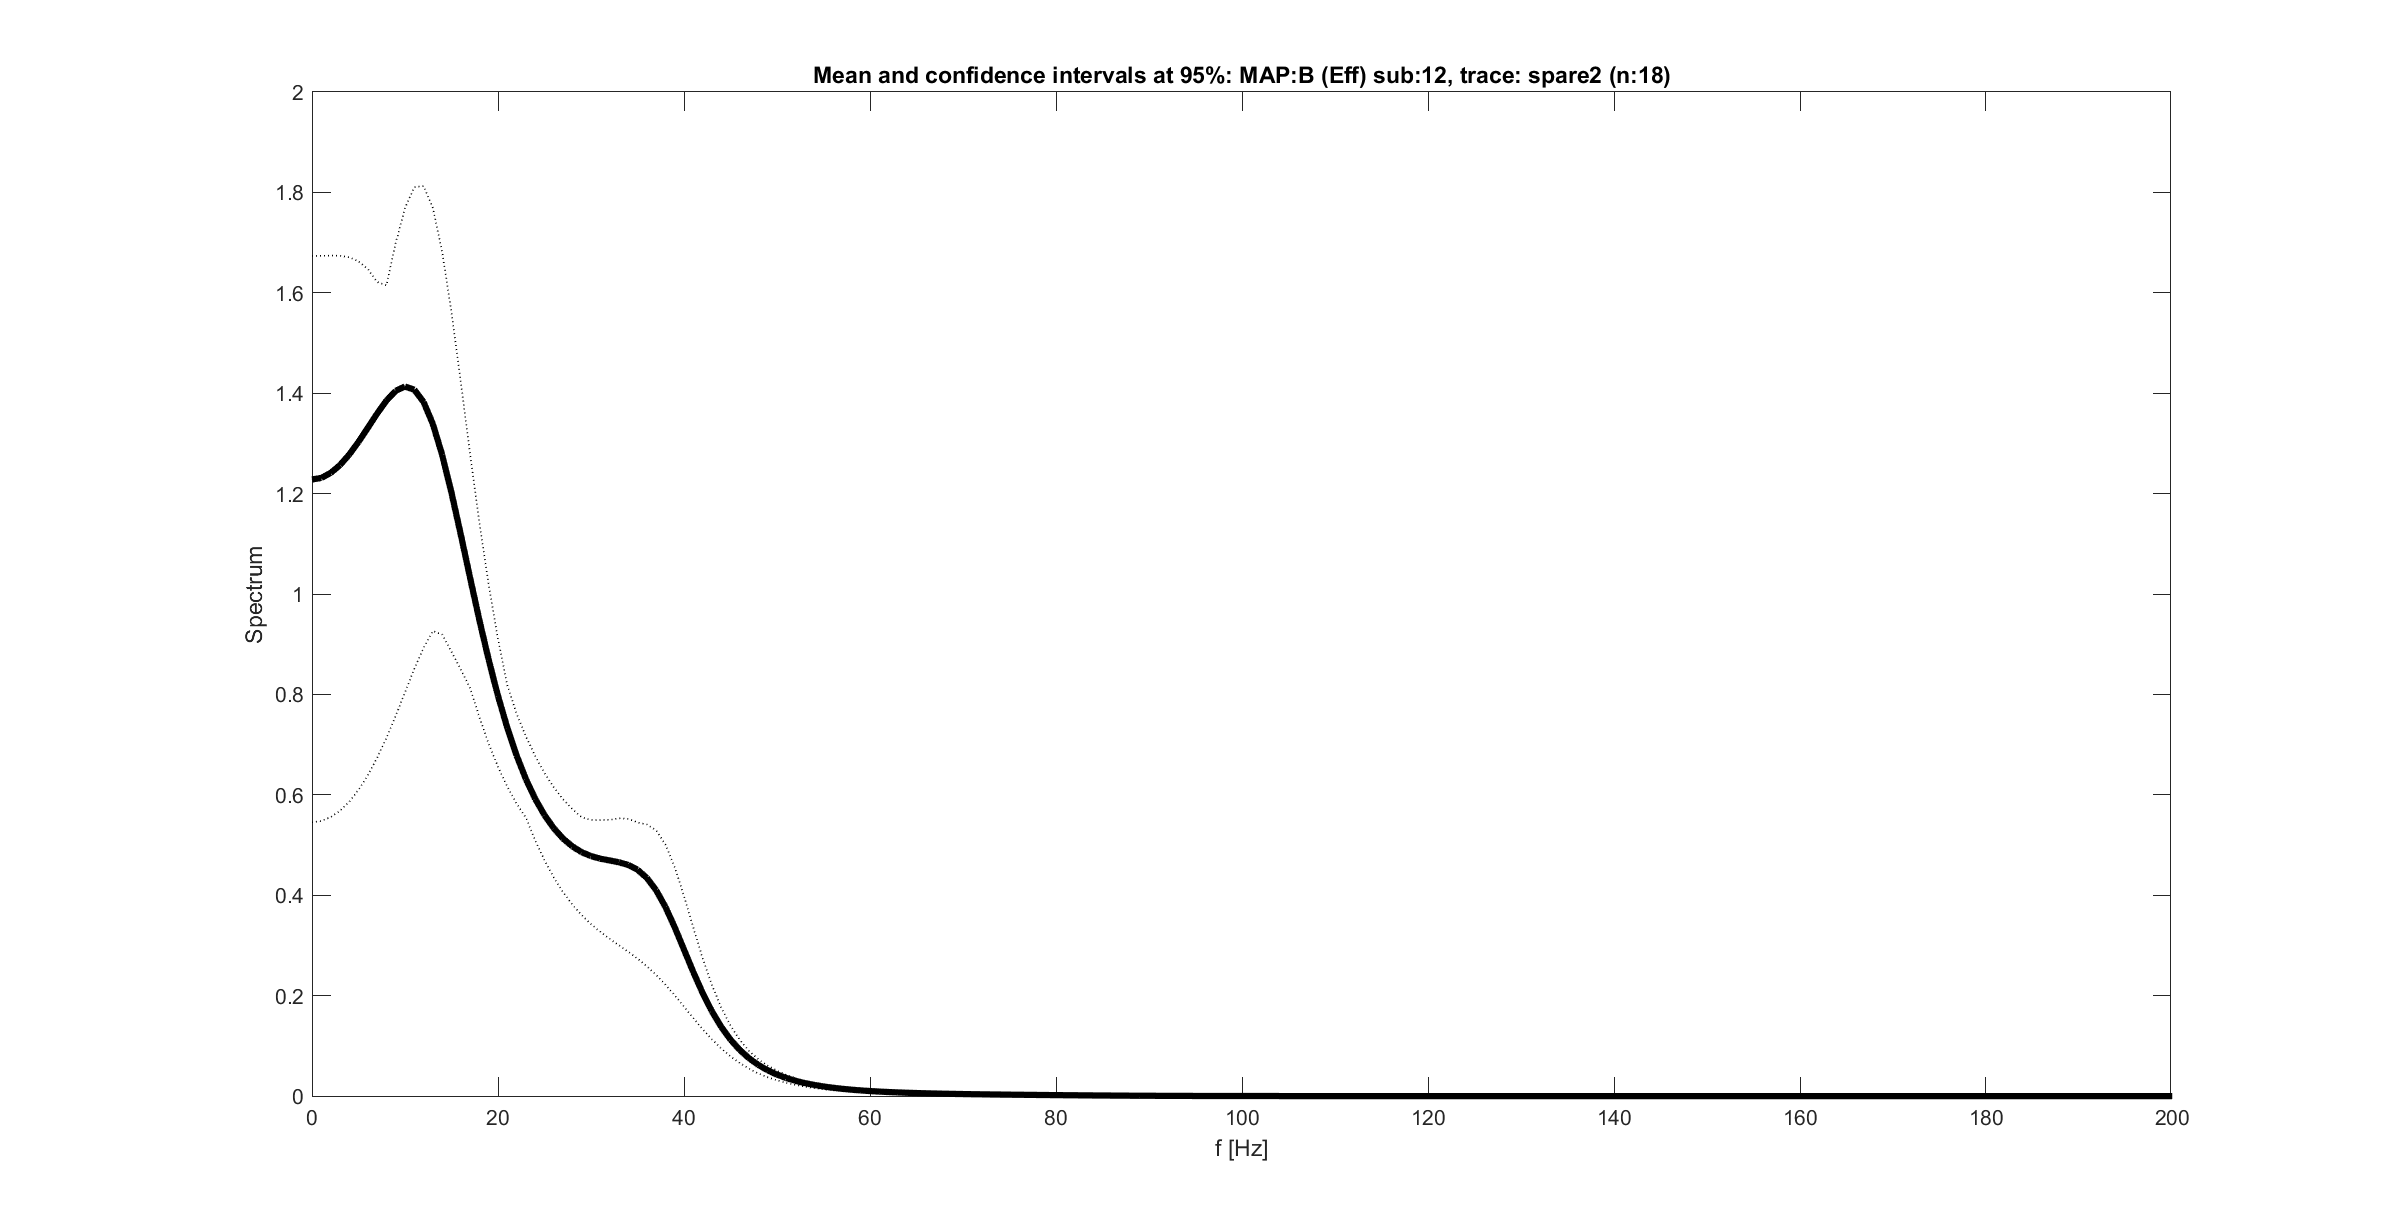 Mean and confidence intervals at 95%: MAP:B (Eff) sub:12, trace: spare2 (n:18)
2
1.8
1.6
1.4
1.2
1
0.8
0.6
0.4
0.2
0
Spectrum
0 20 40 60 80 100 120 140 160 180 200
f [Hz]